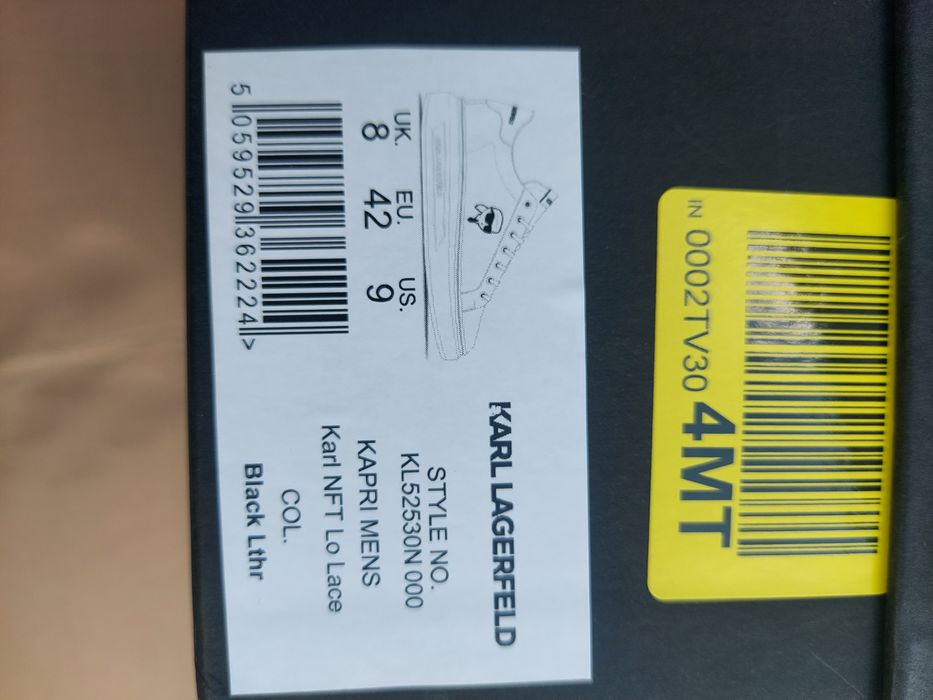 KARL LAGERFELD
STYLE NO.
KL52530N 000
KAPRI MENS
Karl NFT Lo Lace
COL.
Black Lthr
UK. EU. US.
8 42 9
5 059529 362224 >
IN 0002TV30 4MT